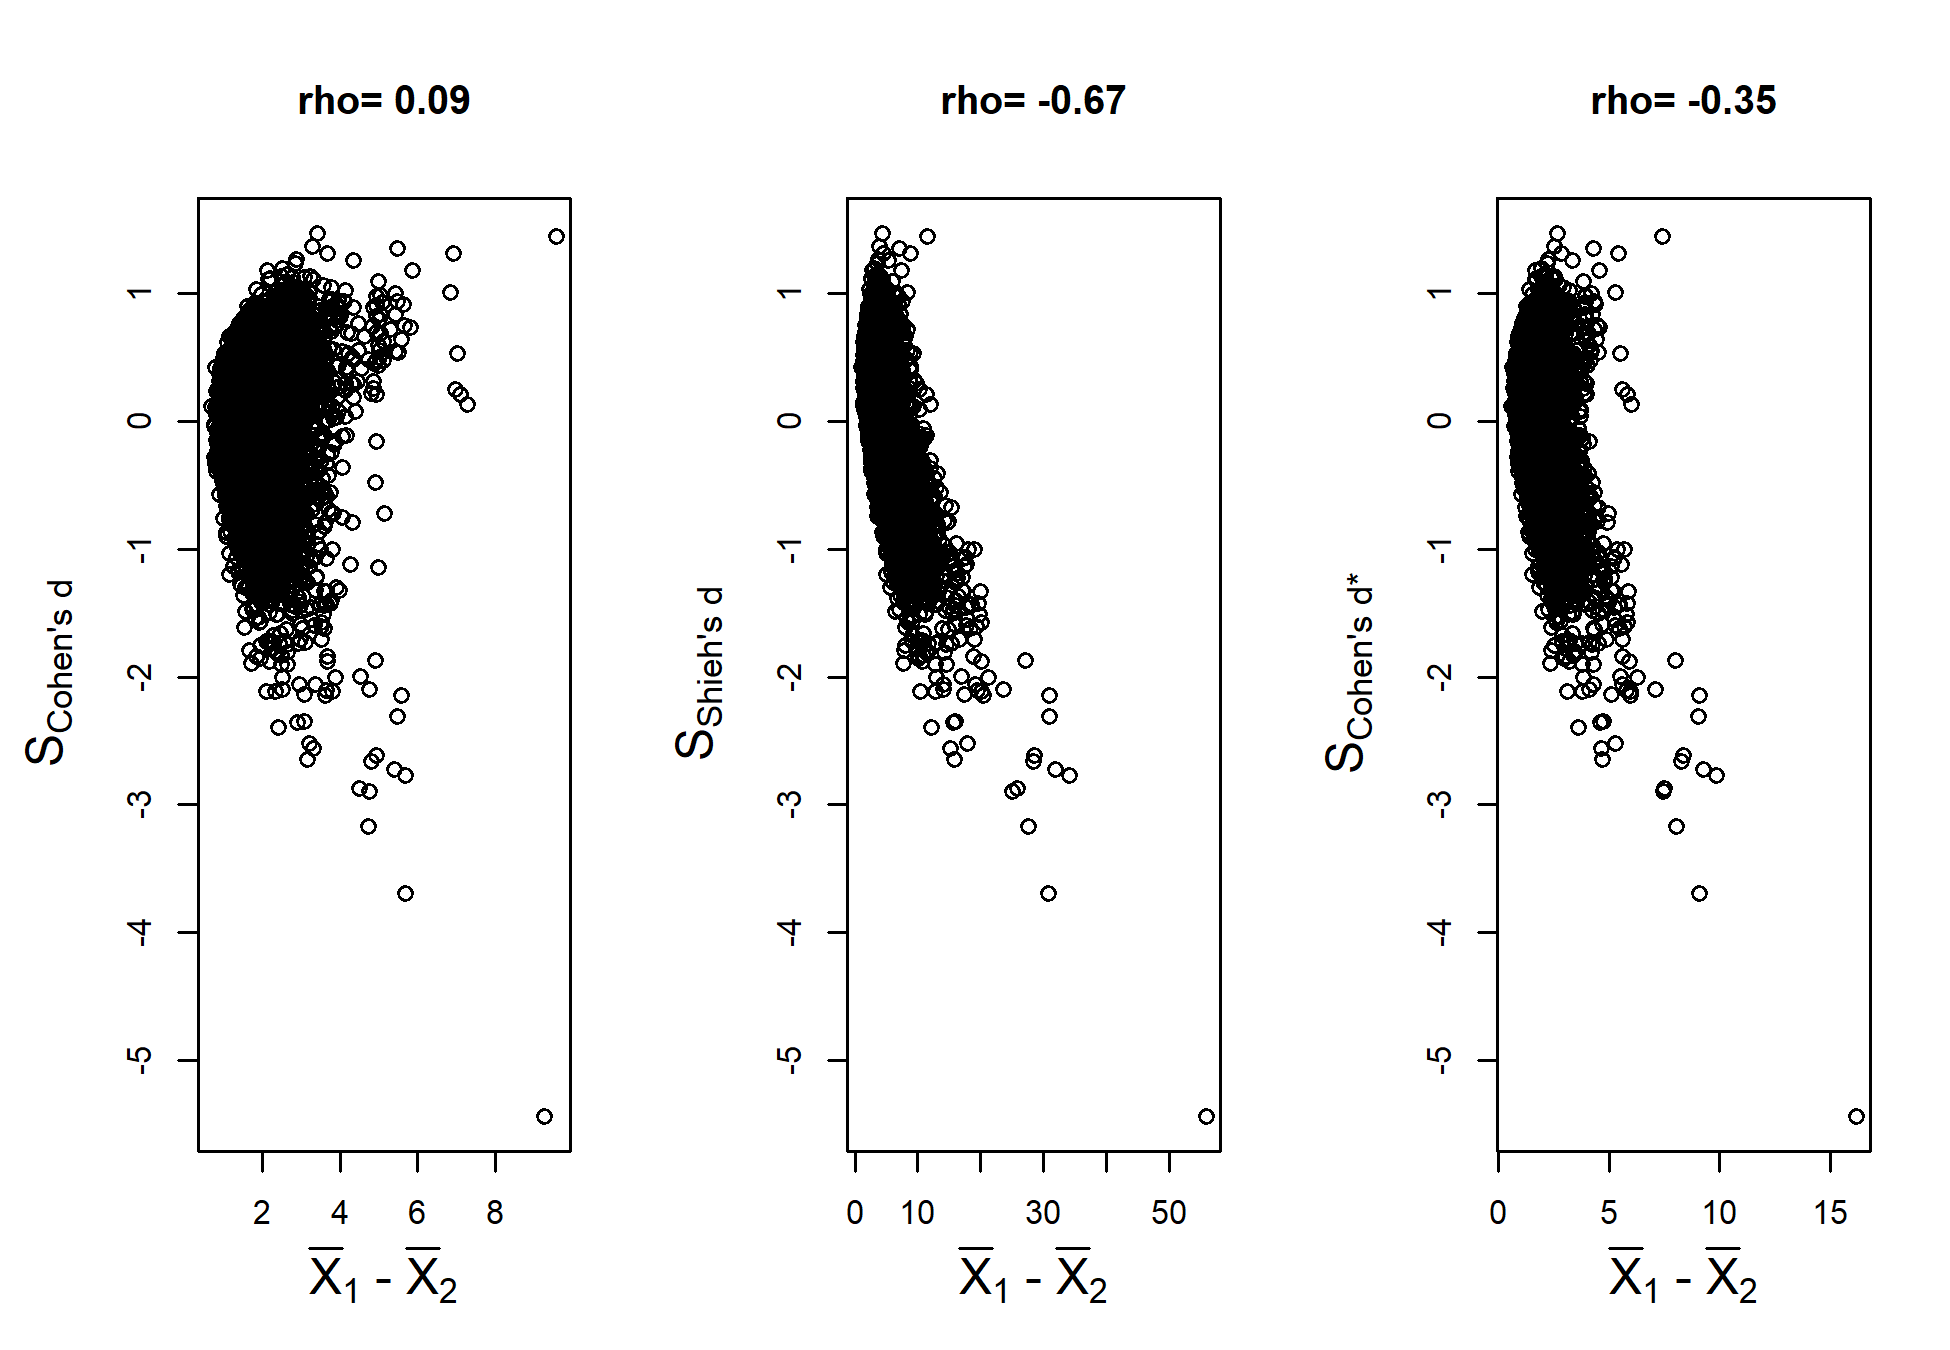 rho= 0.09
rho= -0.67
rho= -0.35
S_Cohen's d
1
0
-1
-2
-3
-4
-5
2 4 6 8
X̅₁ - X̅₂
S_Shieh's d
1
0
-1
-2
-3
-4
-5
0 10 30 50
X̅₁ - X̅₂
S_Cohen's d*
1
0
-1
-2
-3
-4
-5
0 5 10 15
X̅₁ - X̅₂